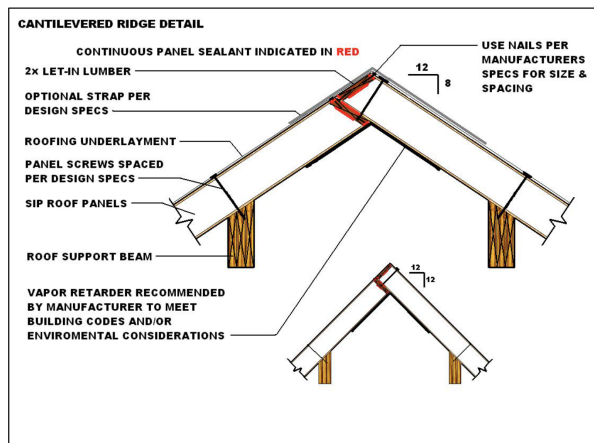 CANTILEVERED RIDGE DETAIL
CONTINUOUS PANEL SEALANT INDICATED IN RED
2x LET-IN LUMBER
OPTIONAL STRAP PER
DESIGN SPECS
ROOFING UNDERLAYMENT
PANEL SCREWS SPACED
PER DESIGN SPECS
SIP ROOF PANELS
ROOF SUPPORT BEAM
VAPOR RETARDER RECOMMENDED
BY MANUFACTURER TO MEET
BUILDING CODES AND/OR
ENVIROMENTAL CONSIDERATIONS
12
8
USE NAILS PER
MANUFACTURERS
SPECS FOR SIZE &
SPACING
12
12